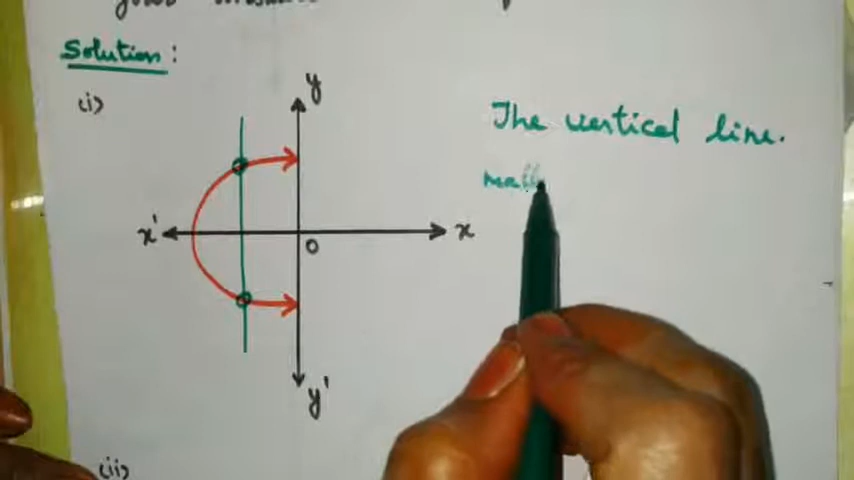 Solution:
(i)
y
The vertical line.
x'
o
x
y'
(ii)